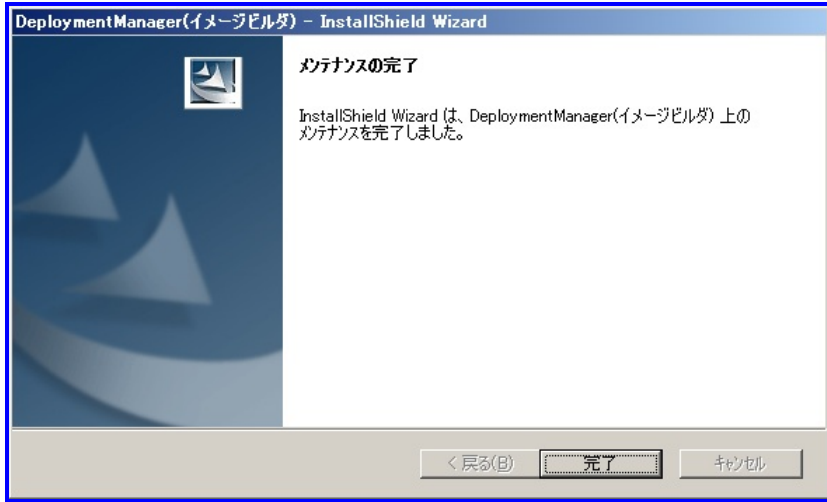 DeploymentManager(イメージビルダ) - InstallShield Wizard
メンテナンスの完了
InstallShield Wizard は、DeploymentManager(イメージビルダ) 上の
メンテナンスを完了しました。
< 戻る(B)
完了
キャンセル